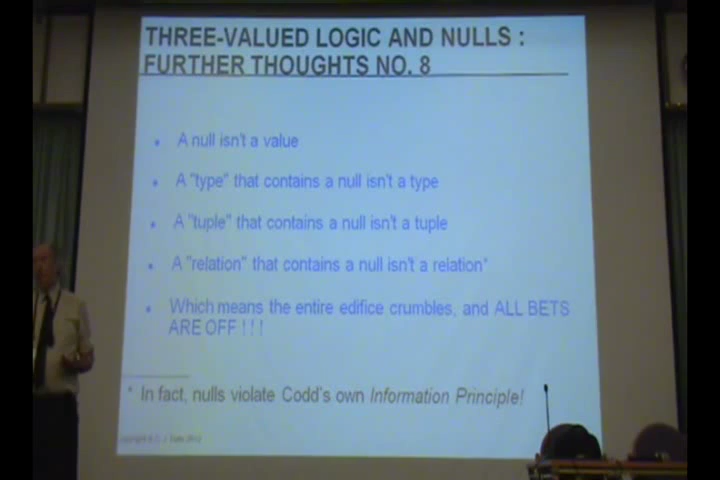 THREE-VALUED LOGIC AND NULLS :
FURTHER THOUGHTS NO. 8
• A null isn't a value
• A "type" that contains a null isn't a type
• A "tuple" that contains a null isn't a tuple
• A "relation" that contains a null isn't a relation*
• Which means the entire edifice crumbles, and ALL BETS
ARE OFF ! ! !
* In fact, nulls violate Codd's own Information Principle!